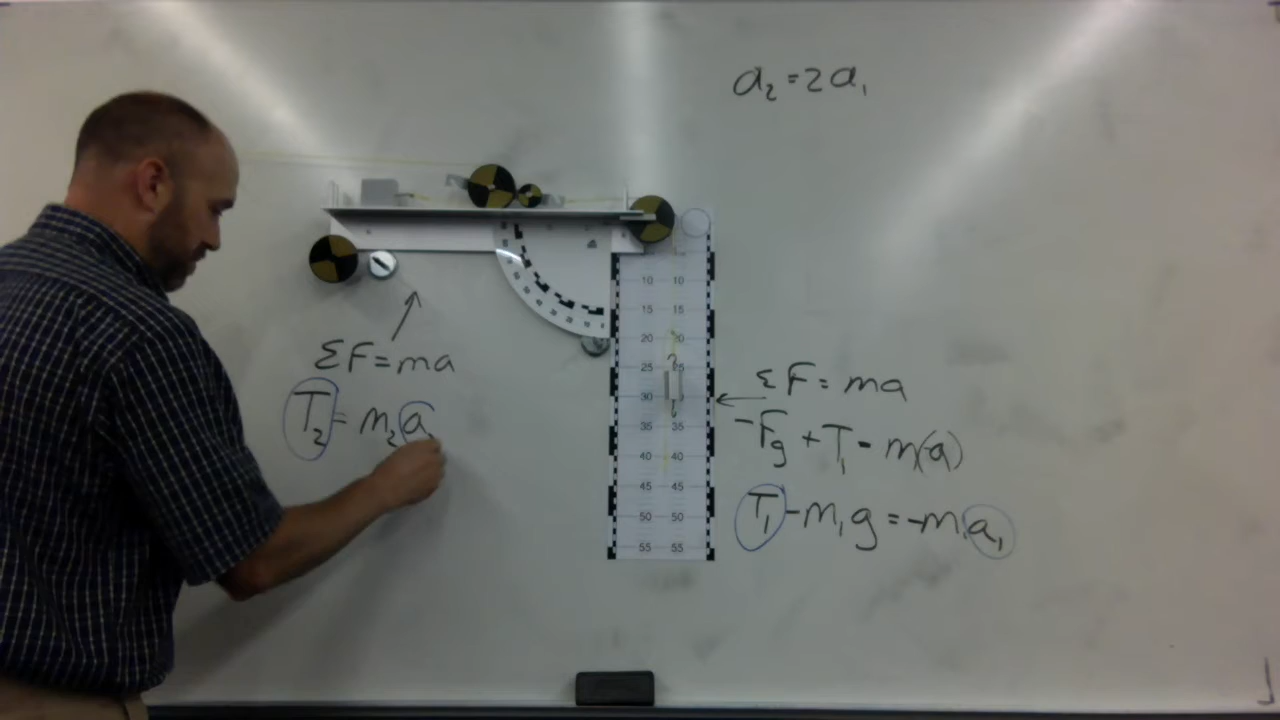 a₂ = 2a₁
ΣF = ma
T₂ = m₂a
ΣF = ma
-Fg + T₁ = m(-a)
T₁ - m₁g = -m₁a₁
10 10
15 15
20 20
25 25
30 30
35 35
40 40
45 45
50 50
55 55